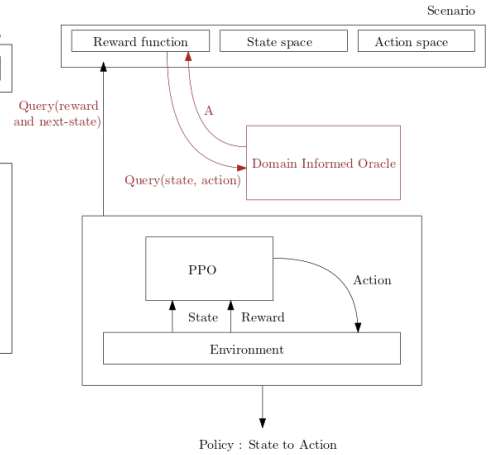 Scenario
Reward function
State space
Action space
Query(reward
and next-state)
A
Domain Informed Oracle
Query(state, action)
PPO
Action
State
Reward
Environment
Policy : State to Action